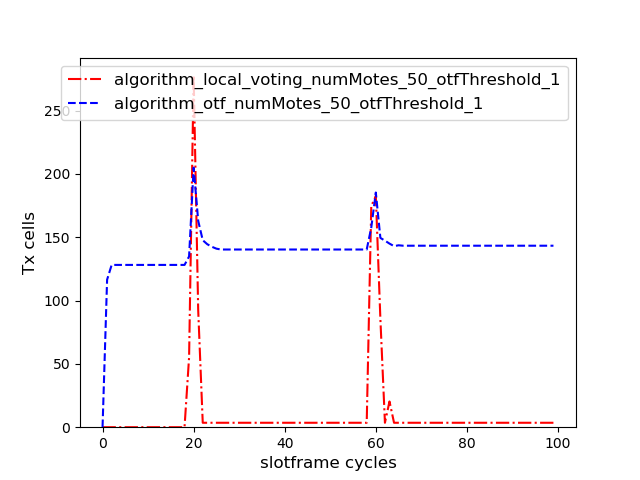 algorithm_local_voting_numMotes_50_otfThreshold_1
algorithm_otf_numMotes_50_otfThreshold_1
250
200
150
100
50
0
Tx cells
0 20 40 60 80 100
slotframe cycles